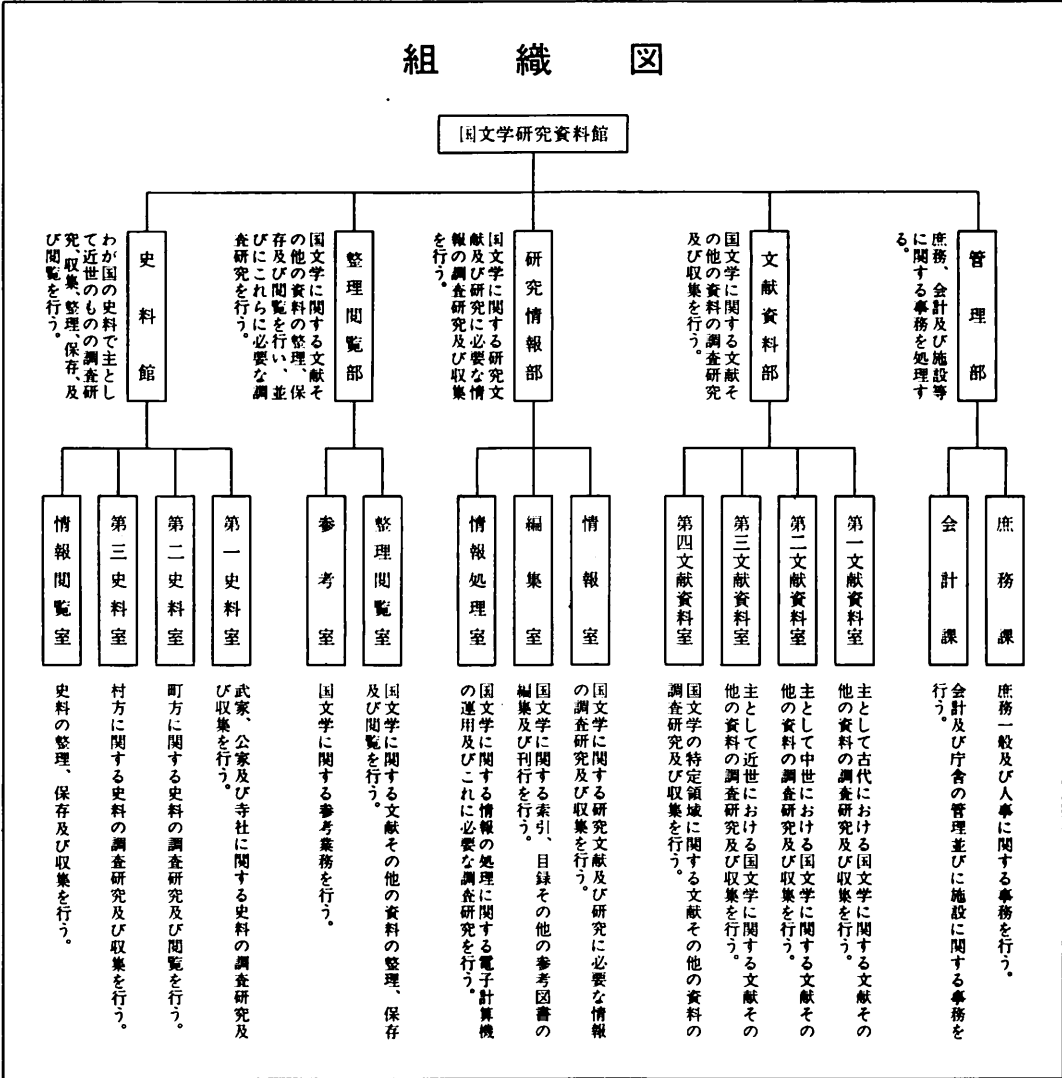 組織図
国文学研究資料館
管理部
庶務、会計及び施設等
に関する事務を処理す
る。
文献資料部
国文学に関する文献そ
の他の資料の調査研究
及び収集を行う。
研究情報部
国文学に関する研究文
献及び研究に必要な情
報の調査研究及び収集
を行う。
整理閲覧部
国文学に関する文献そ
の他の資料の整理、保
存及び閲覧を行い、並
びにこれらに必要な調
査研究を行う。
史料館
わが国の史料で主とし
て近世のものの調査研
究、収集、整理、保存、及
び閲覧を行う。
庶務課
庶務一般及び人事に関する事務を行う。
会計課
会計及び庁舎の管理並びに施設に関する事務を
行う。
第一文献資料室
主として古代における国文学に関する文献その
他の資料の調査研究及び収集を行う。
第二文献資料室
主として中世における国文学に関する文献その
他の資料の調査研究及び収集を行う。
第三文献資料室
主として近世における国文学に関する文献その
他の資料の調査研究及び収集を行う。
第四文献資料室
国文学の特定領域に関する文献その他の資料の
調査研究及び収集を行う。
情報室
国文学に関する研究文献及び研究に必要な情報
の調査研究及び収集を行う。
編集室
国文学に関する索引、目録その他の参考図書の
編集及び刊行を行う。
情報処理室
国文学に関する情報の処理に関する電子計算機
の運用及びこれに必要な調査研究を行う。
整理閲覧室
国文学に関する文献その他の資料の整理、保存
及び閲覧を行う。
参考室
国文学に関する参考業務を行う。
第一史料室
武家、公家及び寺社に関する史料の調査研究及
び収集を行う。
第二史料室
町方に関する史料の調査研究及び閲覧を行う。
第三史料室
村方に関する史料の調査研究及び収集を行う。
情報閲覧室
史料の整理、保存及び収集を行う。